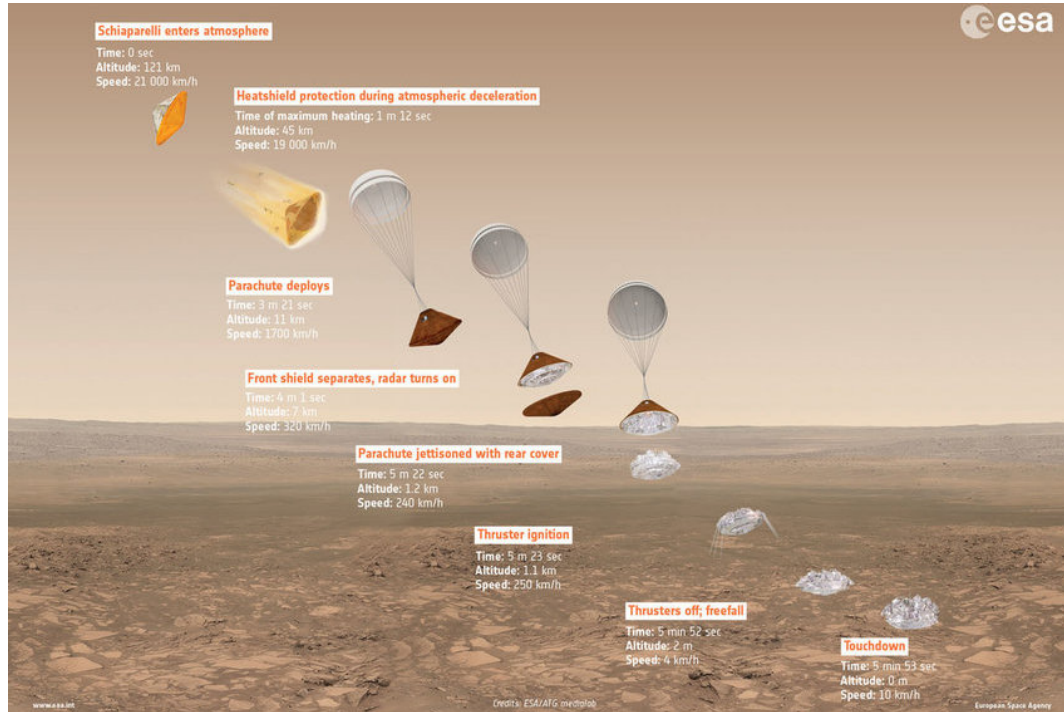 esa
Schiaparelli enters atmosphere
Time: 0 sec
Altitude: 121 km
Speed: 21 000 km/h
Heatshield protection during atmospheric deceleration
Time of maximum heating: 1 m 12 sec
Altitude: 45 km
Speed: 19 000 km/h
Parachute deploys
Time: 3 m 21 sec
Altitude: 11 km
Speed: 1700 km/h
Front shield separates, radar turns on
Time: 4 m 1 sec
Altitude: 7 km
Speed: 320 km/h
Parachute jettisoned with rear cover
Time: 5 m 22 sec
Altitude: 1.2 km
Speed: 240 km/h
Thruster ignition
Time: 5 m 23 sec
Altitude: 1.1 km
Speed: 250 km/h
Thrusters off; freefall
Time: 5 min 52 sec
Altitude: 2 m
Speed: 4 km/h
Touchdown
Time: 5 min 53 sec
Altitude: 0 m
Speed: 10 km/h
www.esa.int
Credits: ESA/ATG medialab
European Space Agency